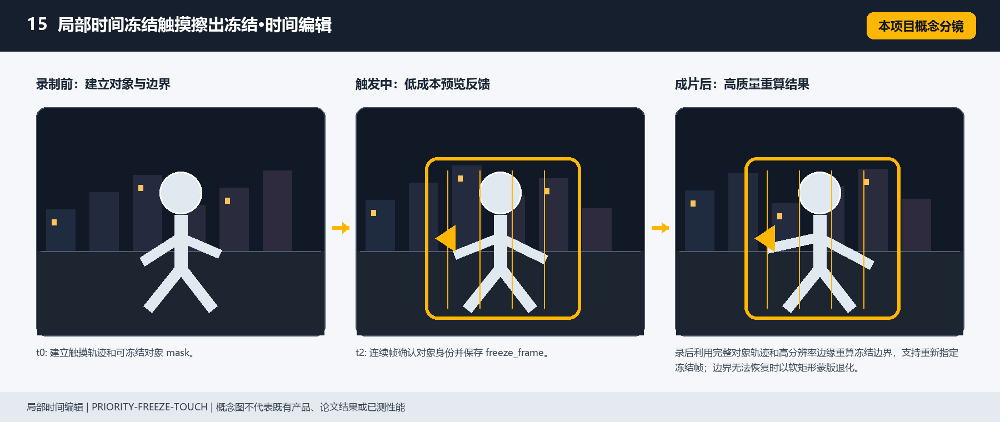 15 局部时间冻结触摸擦出冻结•时间编辑
本项目概念分镜
录制前：建立对象与边界
触发中：低成本预览反馈
成片后：高质量重算结果
t0: 建立触摸轨迹和可冻结对象 mask。
t2: 连续帧确认对象身份并保存 freeze_frame。
录后利用完整对象轨迹和高分辨率边缘重算冻结边界，支持重新指定
冻结帧；边界无法恢复时以软矩形蒙版退化。
局部时间编辑 | PRIORITY-FREEZE-TOUCH | 概念图不代表既有产品、论文结果或已测性能